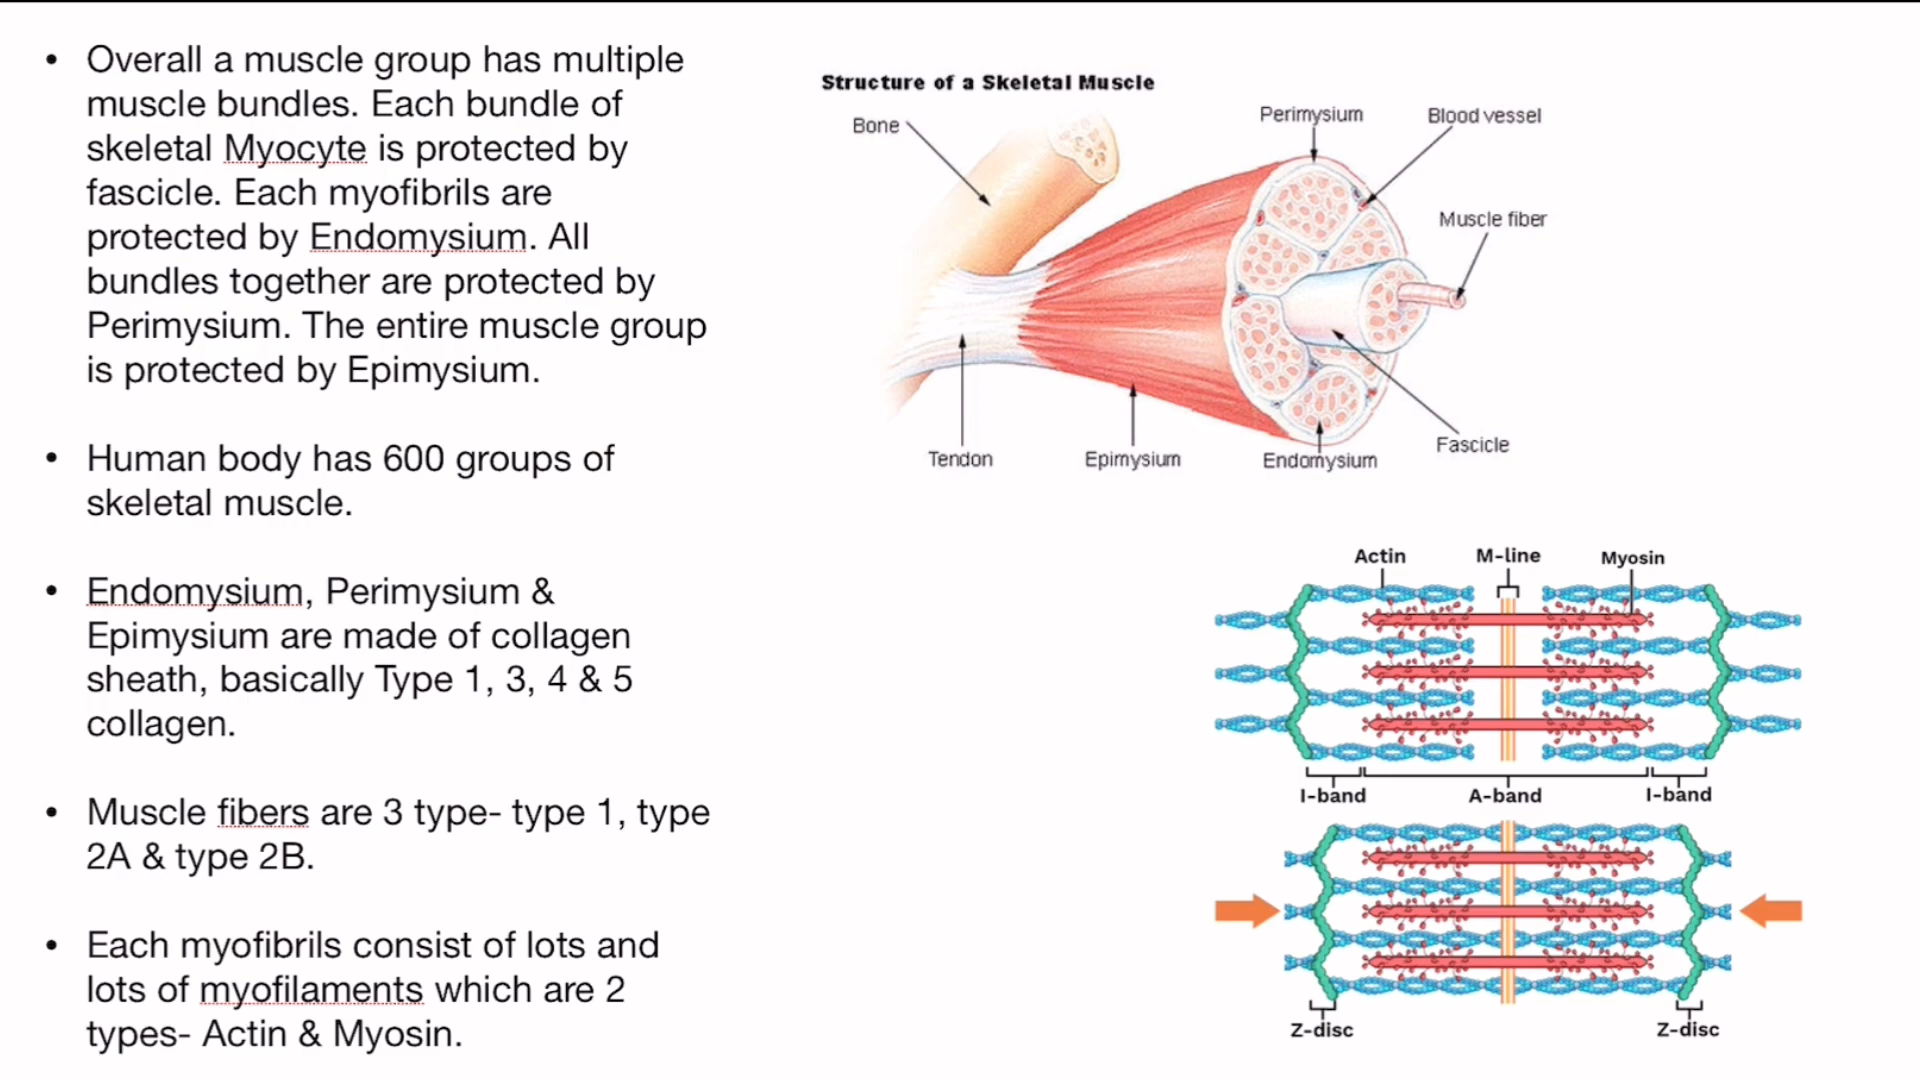 • Overall a muscle group has multiple
muscle bundles. Each bundle of
skeletal Myocyte is protected by
fascicle. Each myofibrils are
protected by Endomysium. All
bundles together are protected by
Perimysium. The entire muscle group
is protected by Epimysium.
• Human body has 600 groups of
skeletal muscle.
• Endomysium, Perimysium &
Epimysium are made of collagen
sheath, basically Type 1, 3, 4 & 5
collagen.
• Muscle fibers are 3 type- type 1, type
2A & type 2B.
• Each myofibrils consist of lots and
lots of myofilaments which are 2
types- Actin & Myosin.
Structure of a Skeletal Muscle
Bone
Perimysium
Blood vessel
Muscle fiber
Fascicle
Tendon
Epimysium
Endomysium
Actin
M-line
Myosin
I-band
A-band
I-band
Z-disc
Z-disc